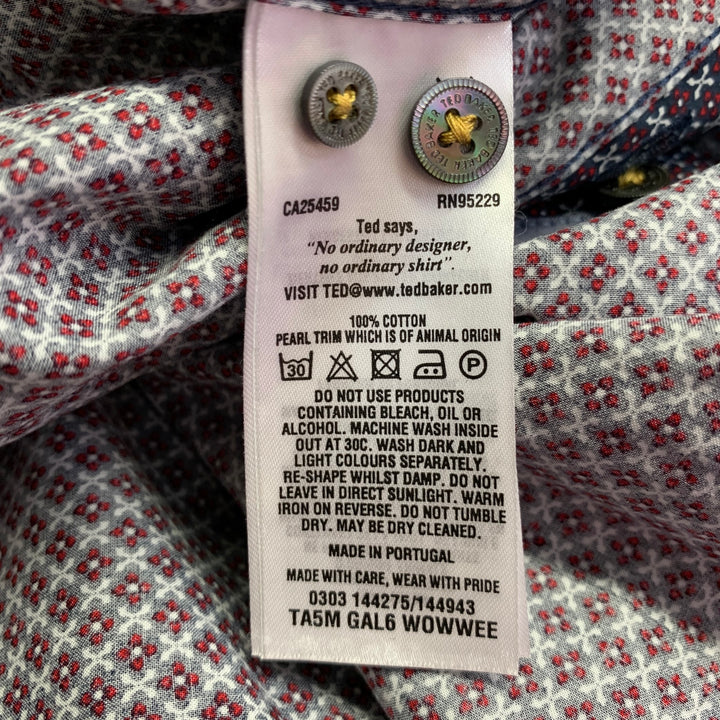 TED BAKER TED BAKER
CA25459 RN95229
Ted says,
"No ordinary designer,
no ordinary shirt".
VISIT TED@www.tedbaker.com
100% COTTON
PEARL TRIM WHICH IS OF ANIMAL ORIGIN
30 P
DO NOT USE PRODUCTS
CONTAINING BLEACH, OIL OR
ALCOHOL. MACHINE WASH INSIDE
OUT AT 30C. WASH DARK AND
LIGHT COLOURS SEPARATELY.
RE-SHAPE WHILST DAMP. DO NOT
LEAVE IN DIRECT SUNLIGHT. WARM
IRON ON REVERSE. DO NOT TUMBLE
DRY. MAY BE DRY CLEANED.
MADE IN PORTUGAL
MADE WITH CARE, WEAR WITH PRIDE
0303 144275/144943
TA5M GAL6 WOWWEE